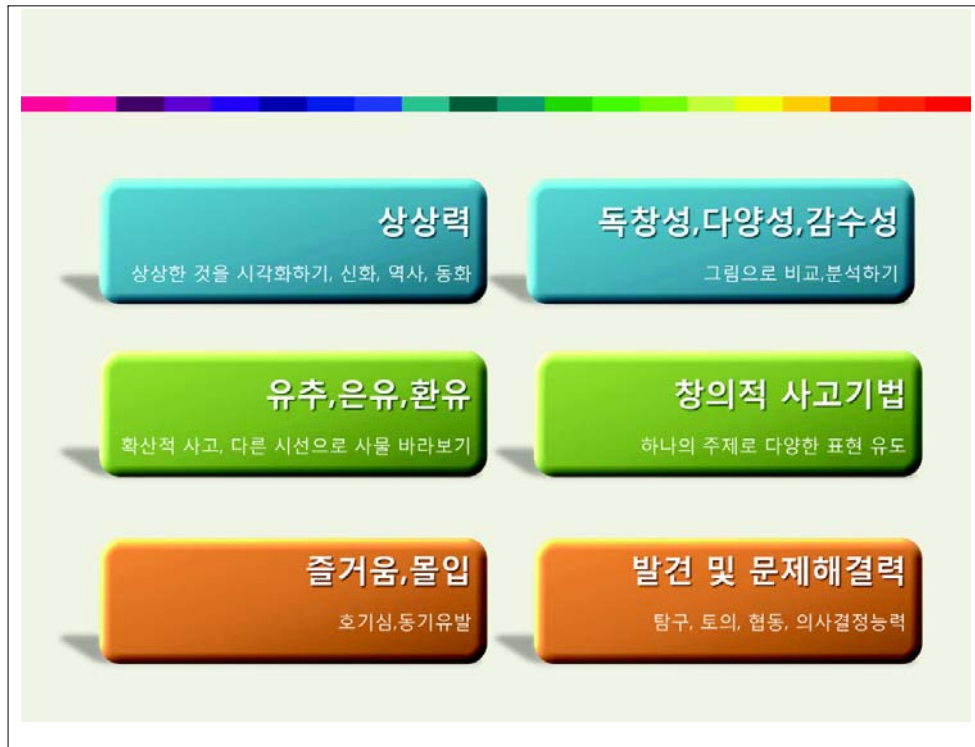 상상력
상상한 것을 시각화하기, 신화, 역사, 동화
독창성,다양성,감수성
그림으로 비교,분석하기
유추,은유,환유
확산적 사고, 다른 시선으로 사물 바라보기
창의적 사고기법
하나의 주제로 다양한 표현 유도
즐거움,몰입
호기심,동기유발
발견 및 문제해결력
탐구, 토의, 협동, 의사결정능력